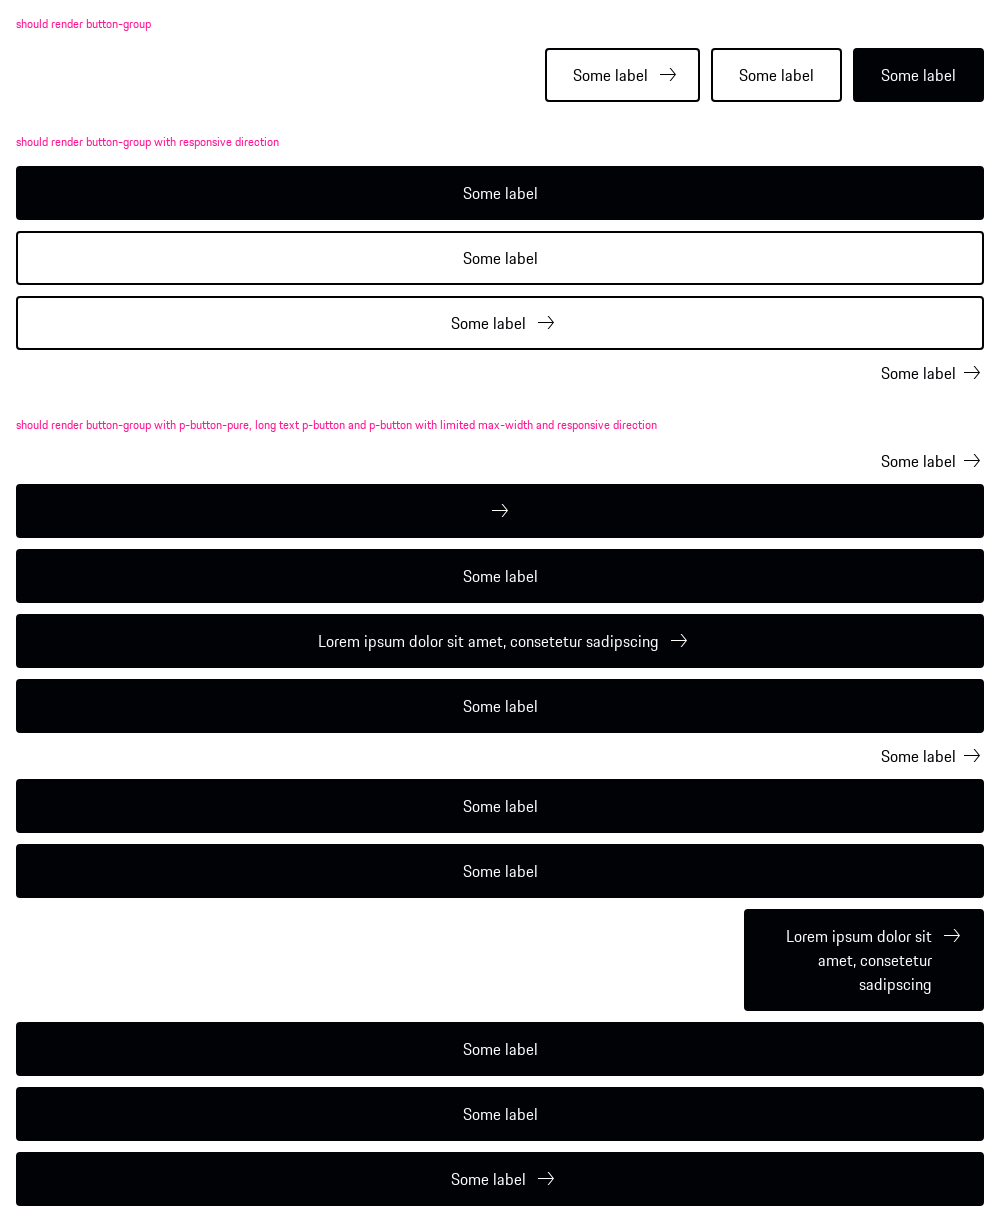 should render button-group
Some label Some label Some label
should render button-group with responsive direction
Some label
Some label
Some label
Some label
should render button-group with p-button-pure, long text p-button and p-button with limited max-width and responsive direction
Some label
Some label
Lorem ipsum dolor sit amet, consetetur sadipscing
Some label
Some label
Some label
Some label
Lorem ipsum dolor sit
amet, consetetur
sadipscing
Some label
Some label
Some label